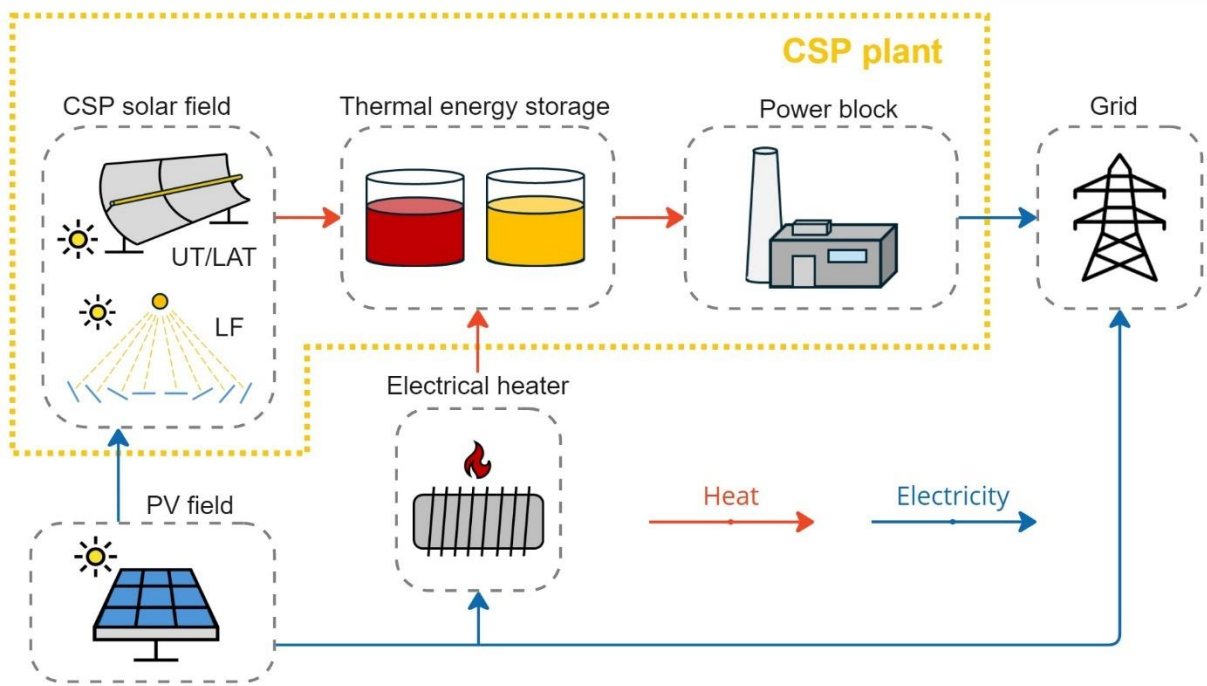 CSP plant
CSP solar field
Thermal energy storage
Power block
Grid
UT/LAT
LF
Electrical heater
PV field
Heat
Electricity